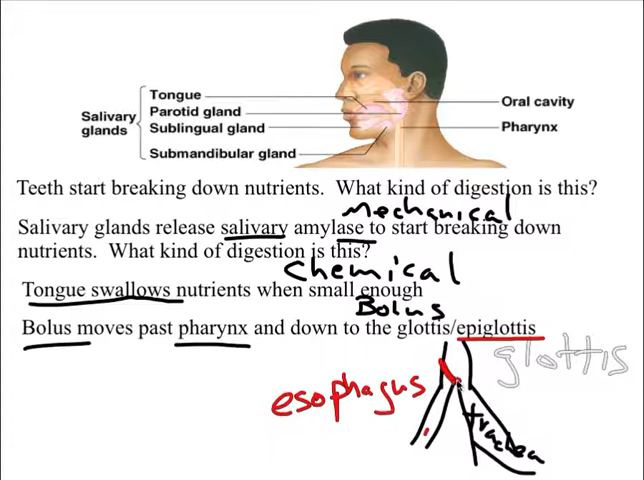 Tongue
Parotid gland
Sublingual gland
Submandibular gland
Salivary
glands
Oral cavity
Pharynx
Teeth start breaking down nutrients. What kind of digestion is this?
Mechanical
Salivary glands release salivary amylase to start breaking down
nutrients. What kind of digestion is this?
Chemical
Tongue swallows nutrients when small enough
Bolus
Bolus moves past pharynx and down to the glottis/epiglottis
glottis
esophagus
trachea